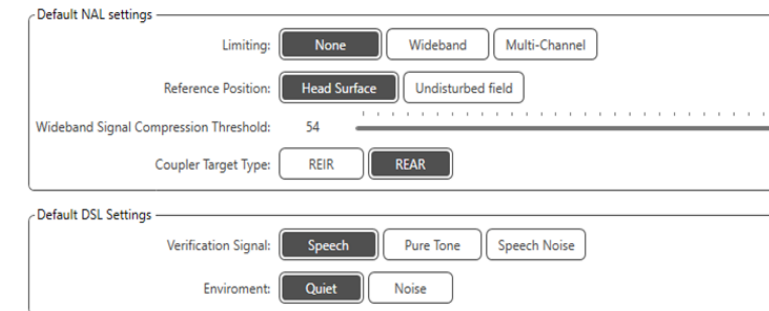 Default NAL settings
Limiting: None Wideband Multi-Channel
Reference Position: Head Surface Undisturbed field
Wideband Signal Compression Threshold: 54
Coupler Target Type: REIR REAR
Default DSL Settings
Verification Signal: Speech Pure Tone Speech Noise
Enviroment: Quiet Noise